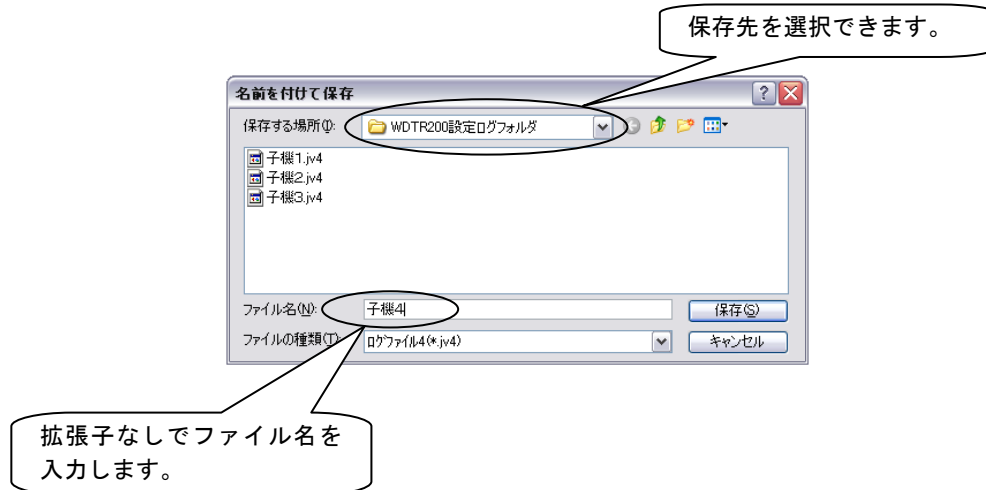 保存先を選択できます。
名前を付けて保存
保存する場所(I):
WDTR200設定ログフォルダ
子機1.jv4
子機2.jv4
子機3.jv4
ファイル名(N):
子機4
保存(S)
ファイルの種類(T):
ログファイル4(*.jv4)
キャンセル
拡張子なしでファイル名を
入力します。